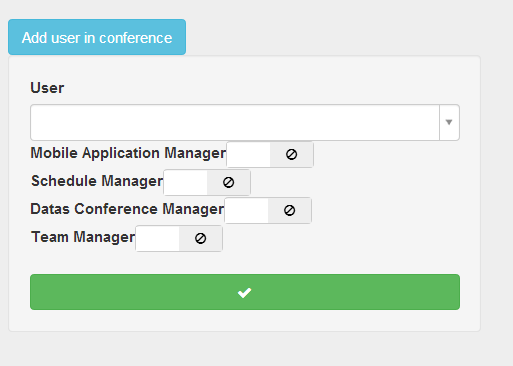 Add user in conference
User
Mobile Application Manager
Schedule Manager
Datas Conference Manager
Team Manager